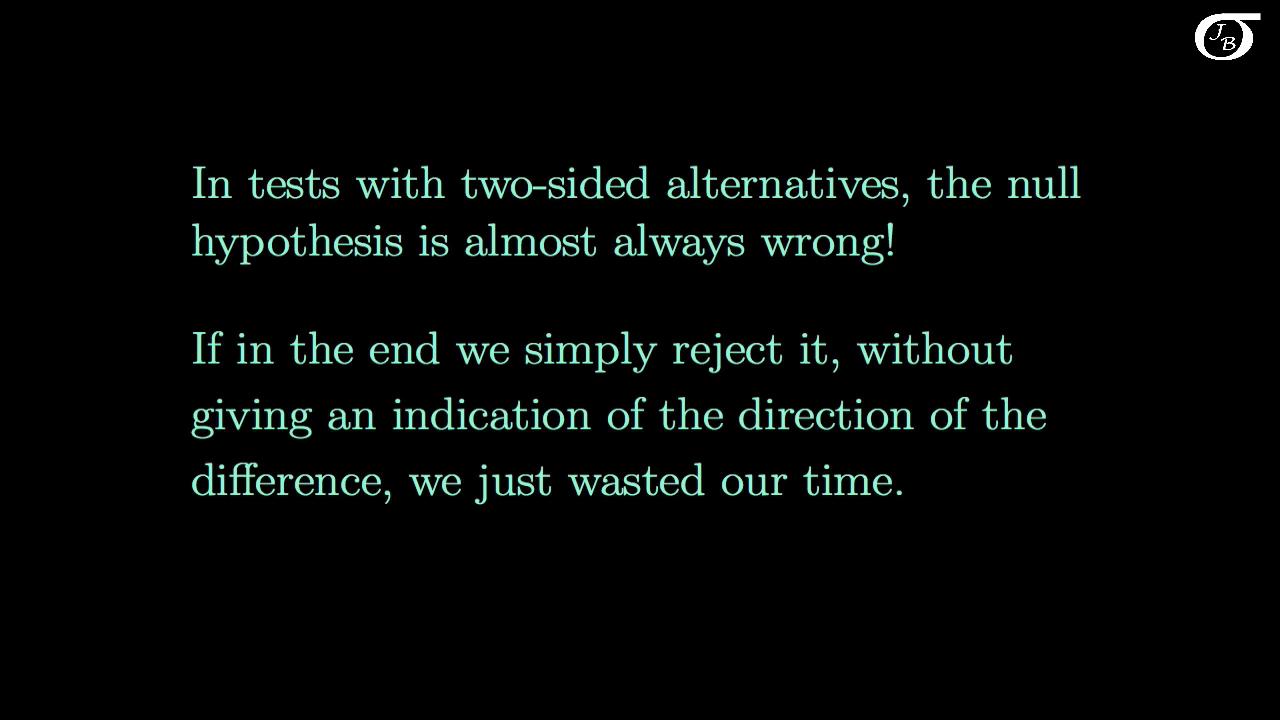 JB
In tests with two-sided alternatives, the null
hypothesis is almost always wrong!
If in the end we simply reject it, without
giving an indication of the direction of the
difference, we just wasted our time.